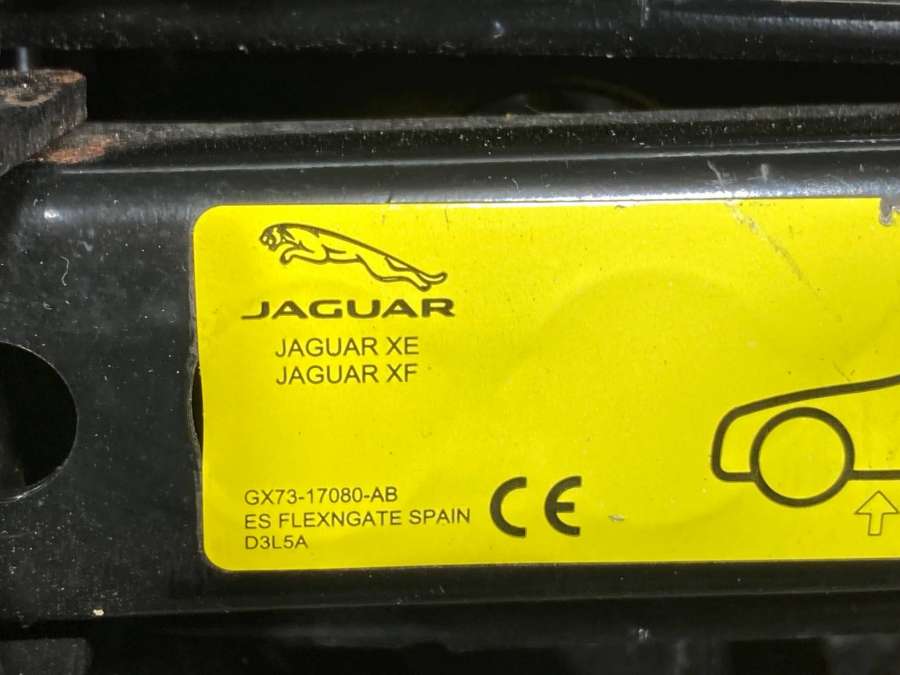 JAGUAR
JAGUAR XE
JAGUAR XF
GX73-17080-AB
ES FLEXNGATE SPAIN
D3L5A
CE